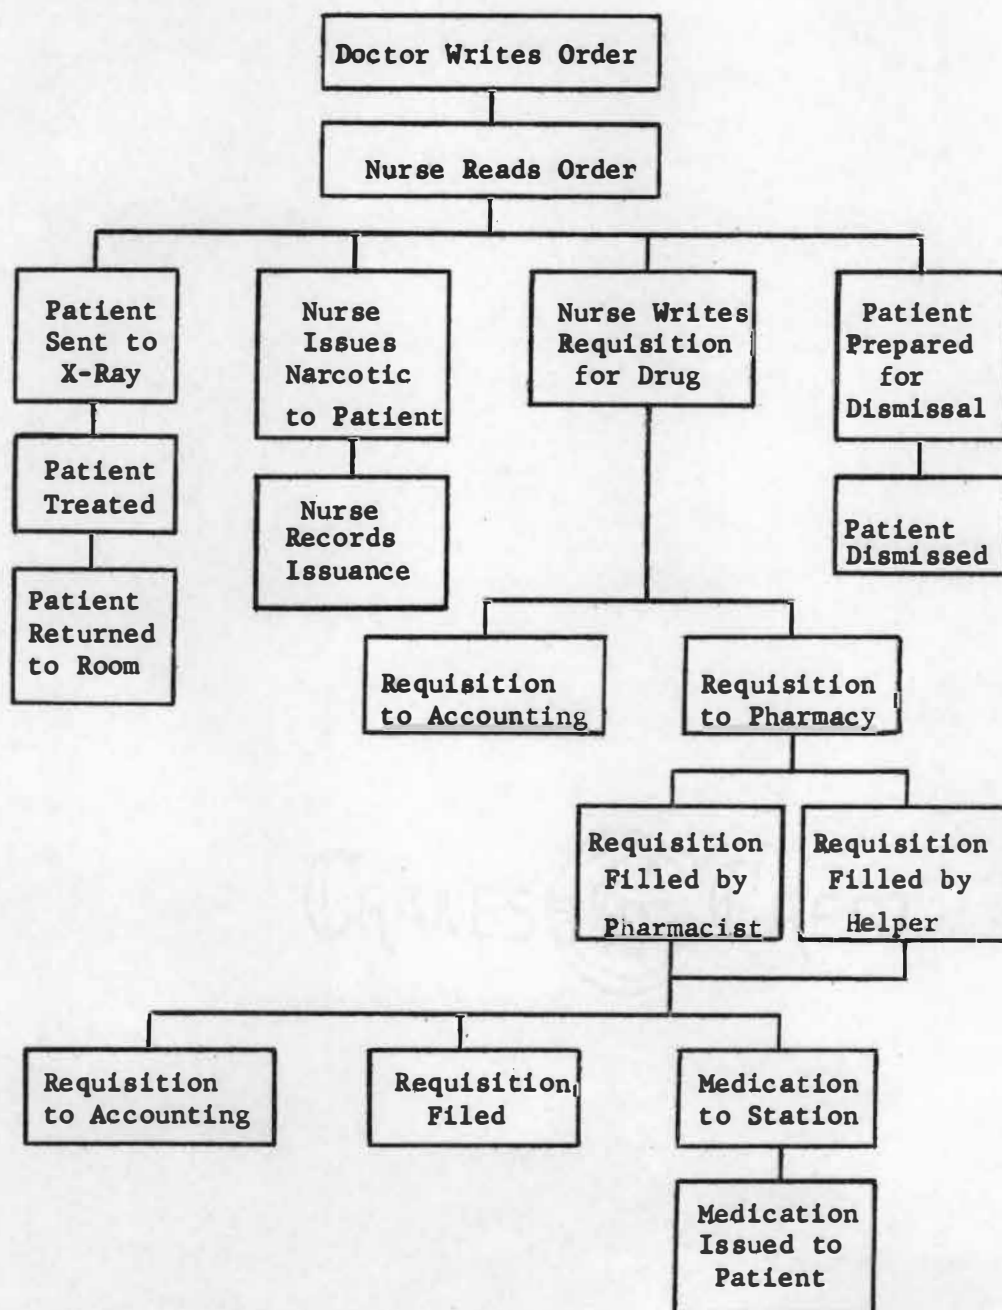 Doctor Writes Order
Nurse Reads Order
Patient
Sent to
X-Ray
Nurse
Issues
Narcotic
to Patient
Nurse Writes
Requisition
for Drug
Patient
Prepared
for
Dismissal
Patient
Treated
Nurse
Records
Issuance
Patient
Dismissed
Patient
Returned
to Room
Requisition
to Accounting
Requisition
to Pharmacy
Requisition
Filled by
Pharmacist
Requisition
Filled by
Helper
Requisition
to Accounting
Requisition
Filed
Medication
to Station
Medication
Issued to
Patient